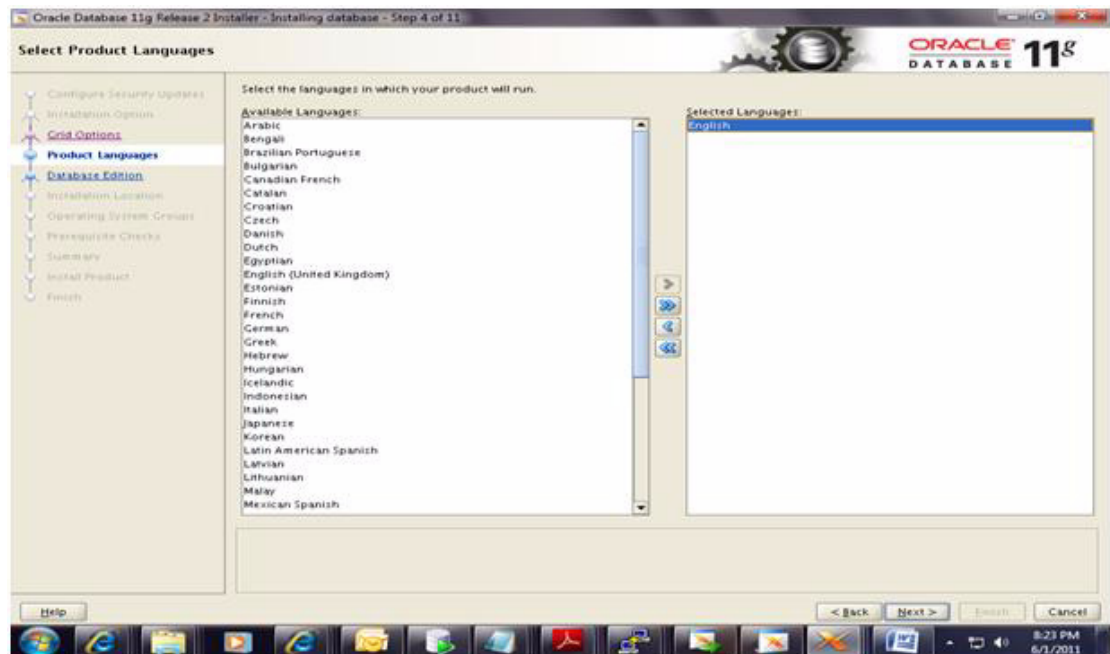 Oracle Database 11g Release 2 Installer - Installing database - Step 4 of 11
Select Product Languages
ORACLE
DATABASE
11g
Configure Security Updates
Installation Option
Grid Options
Product Languages
Database Edition
Installation Location
Operating System Groups
Prerequisite Checks
Summary
Install Product
Finish
Select the languages in which your product will run.
Available Languages:
Arabic
Bengali
Brazilian Portuguese
Bulgarian
Canadian French
Catalan
Croatian
Czech
Danish
Dutch
Egyptian
English (United Kingdom)
Estonian
Finnish
French
German
Greek
Hebrew
Hungarian
Icelandic
Indonesian
Italian
Japanese
Korean
Latin American Spanish
Latvian
Lithuanian
Malay
Mexican Spanish
Selected Languages:
English
Help
< Back
Next >
Finish
Cancel
8:23 PM
6/1/2011